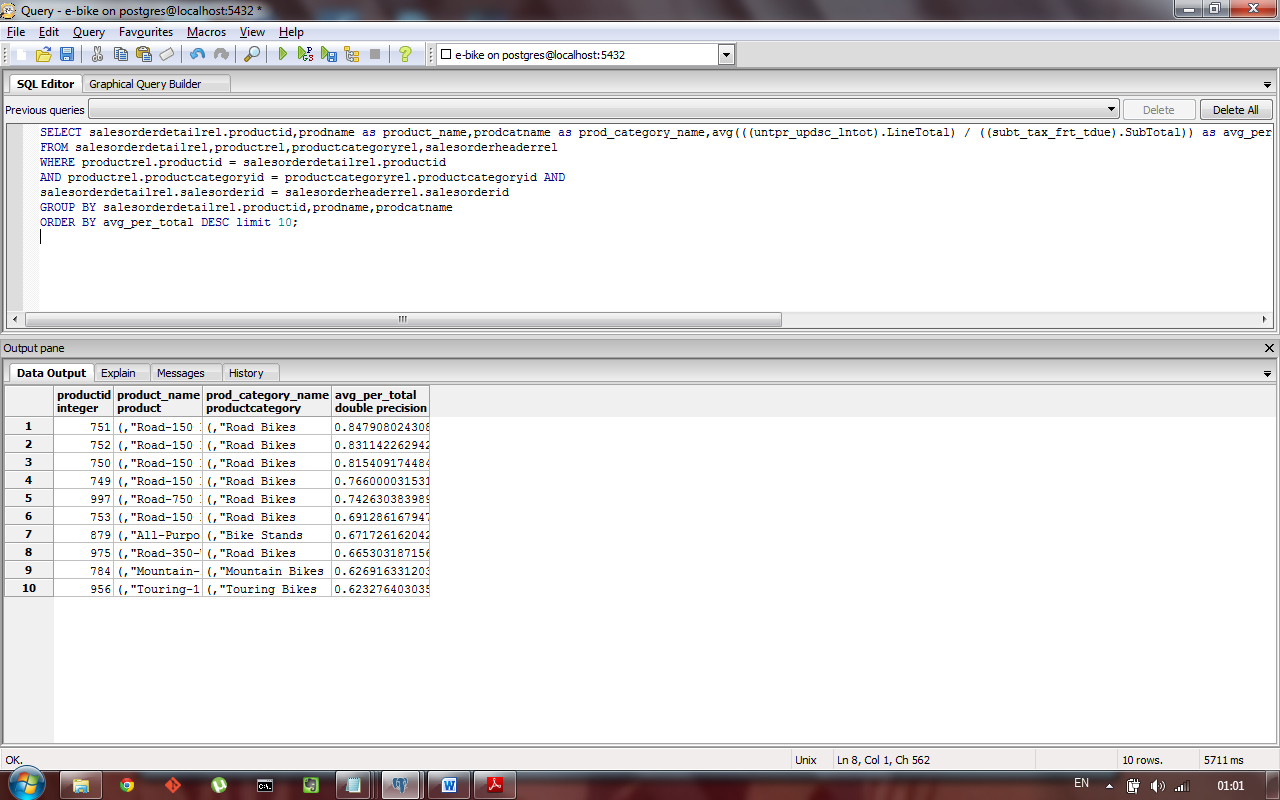 Query - e-bike on postgres@localhost:5432 *
File Edit Query Favourites Macros View Help
e-bike on postgres@localhost:5432
SQL Editor Graphical Query Builder
Previous queries Delete Delete All
SELECT salesorderdetailrel.productid,prodname as product_name,prodcatname as prod_category_name,avg(((untpr_updsc_lntot).LineTotal) / ((subt_tax_frt_tdue).SubTotal)) as avg_per
FROM salesorderdetailrel,productrel,productcategoryrel,salesorderheaderrel
WHERE productrel.productid = salesorderdetailrel.productid
AND productrel.productcategoryid = productcategoryrel.productcategoryid AND
salesorderdetailrel.salesorderid = salesorderheaderrel.salesorderid
GROUP BY salesorderdetailrel.productid,prodname,prodcatname
ORDER BY avg_per_total DESC limit 10;
Output pane
Data Output Explain Messages History
productid product_name prod_category_name avg_per_total
integer product productcategory double precision
1 751 (,"Road-150 (,"Road Bikes 0.847908024308
2 752 (,"Road-150 (,"Road Bikes 0.831142262942
3 750 (,"Road-150 (,"Road Bikes 0.815409174484
4 749 (,"Road-150 (,"Road Bikes 0.766000031531
5 997 (,"Road-750 (,"Road Bikes 0.742630383989
6 753 (,"Road-150 (,"Road Bikes 0.691286167947
7 879 (,"All-Purpo (,"Bike Stands 0.671726162042
8 975 (,"Road-350- (,"Road Bikes 0.665303187156
9 784 (,"Mountain- (,"Mountain Bikes 0.626916331203
10 956 (,"Touring-1 (,"Touring Bikes 0.623276403035
OK. Unix Ln 8, Col 1, Ch 562 10 rows. 5711 ms
C:\. W EN 01:01